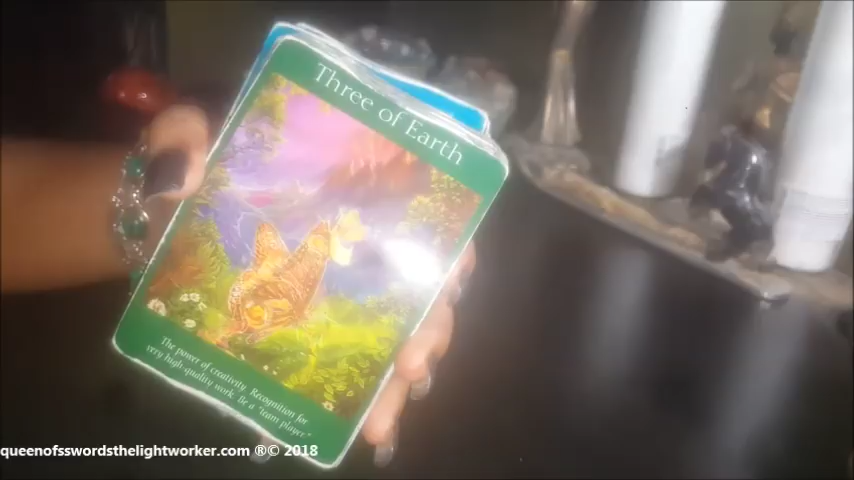 Three of Earth
The power of creativity. Recognition for
very high-quality work. Be a "team player."
queenofsswordsthelightworker.com ®© 2018